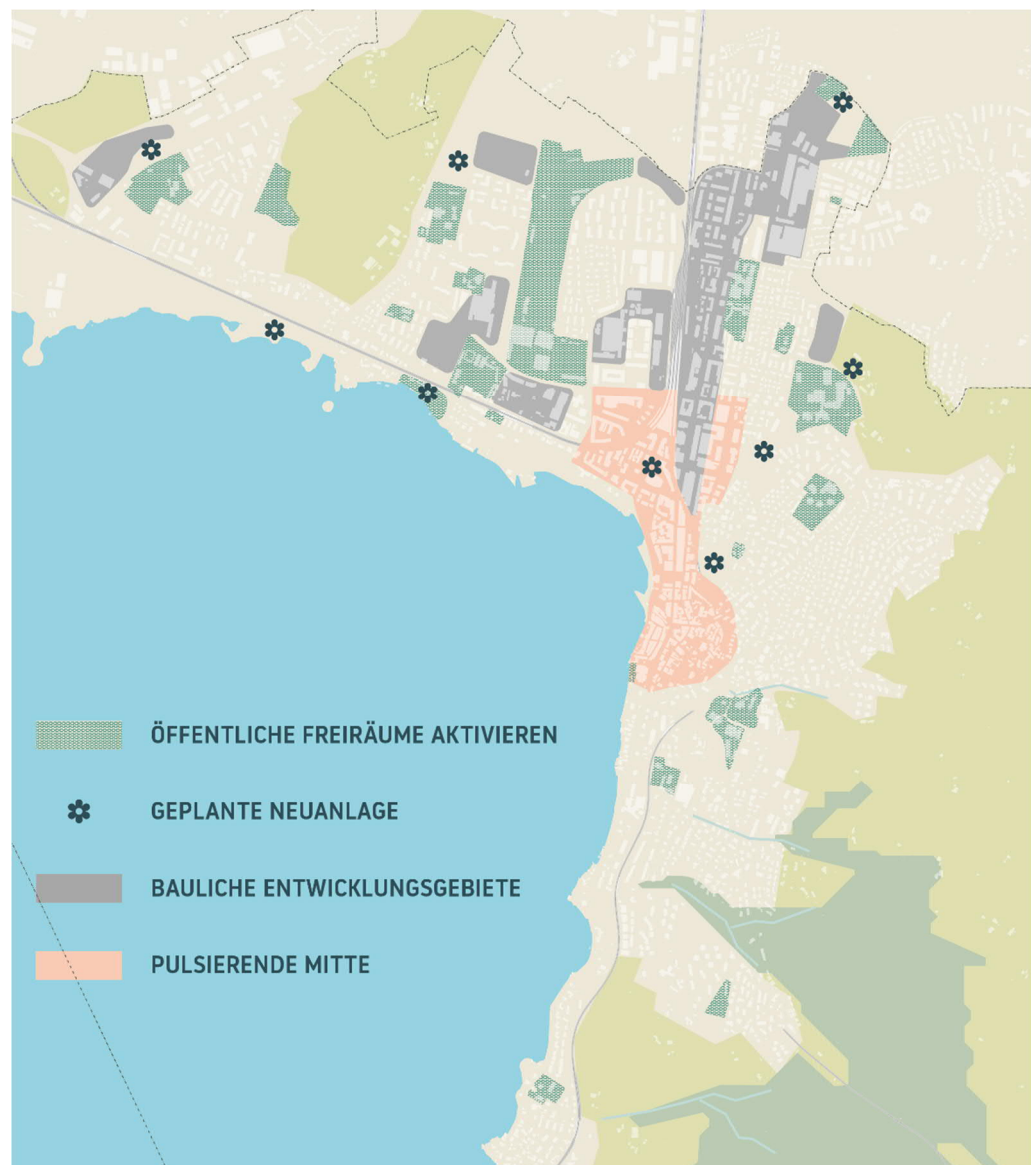 ÖFFENTLICHE FREIRÄUME AKTIVIEREN
GEPLANTE NEUANLAGE
BAULICHE ENTWICKLUNGSGEBIETE
PULSIERENDE MITTE